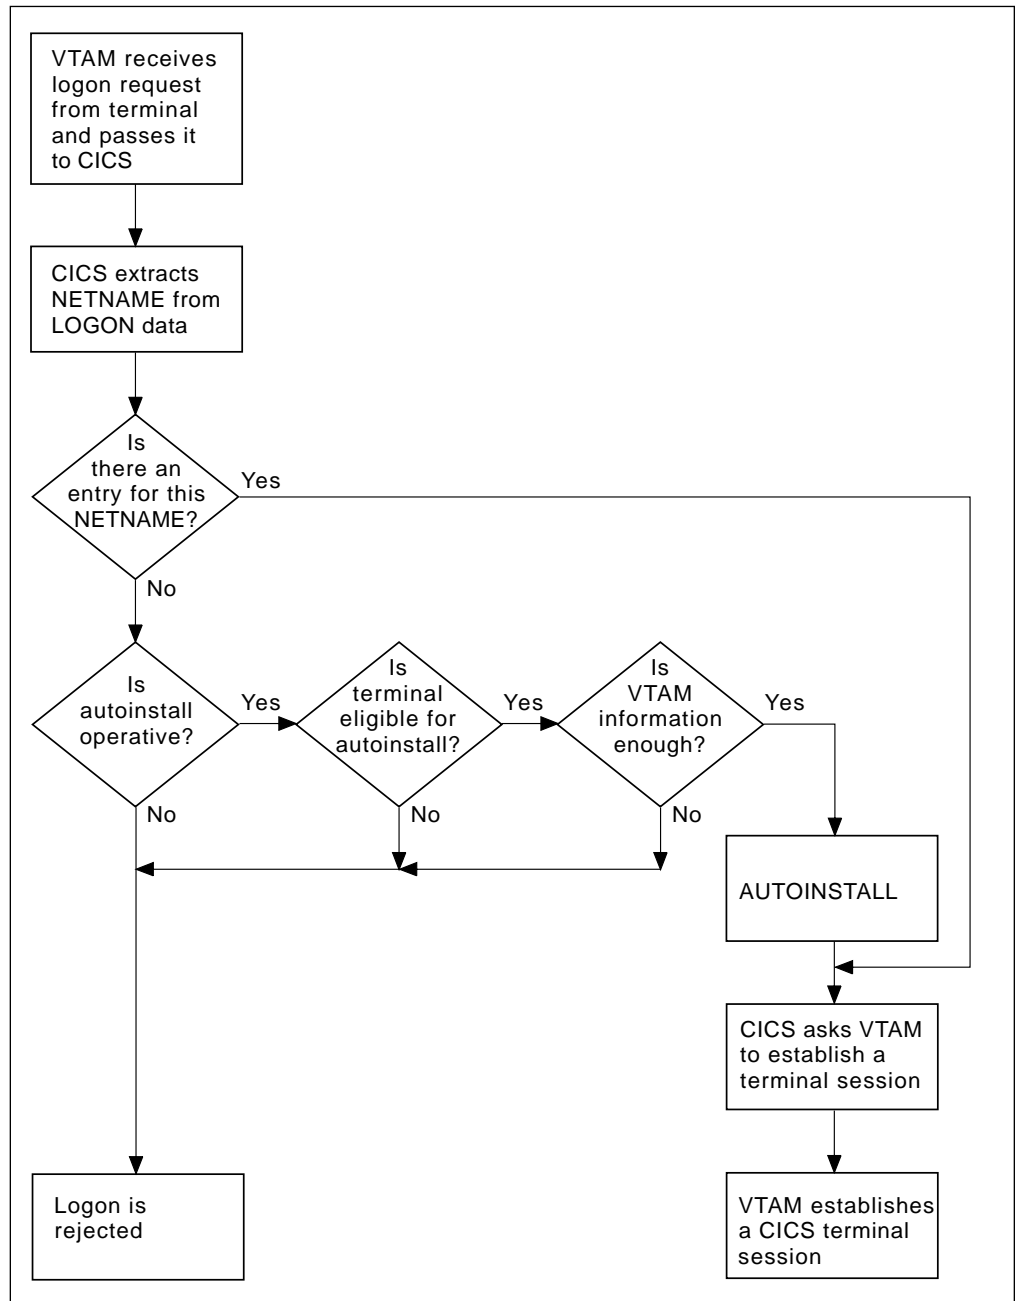 VTAM receives
logon request
from terminal
and passes it
to CICS
CICS extracts
NETNAME from
LOGON data
Is
there an
entry for this
NETNAME?
Yes
No
Is
autoinstall
operative?
Yes
No
Is
terminal
eligible for
autoinstall?
Yes
No
Is
VTAM
information
enough?
Yes
No
AUTOINSTALL
CICS asks VTAM
to establish a
terminal session
Logon is
rejected
VTAM establishes
a CICS terminal
session